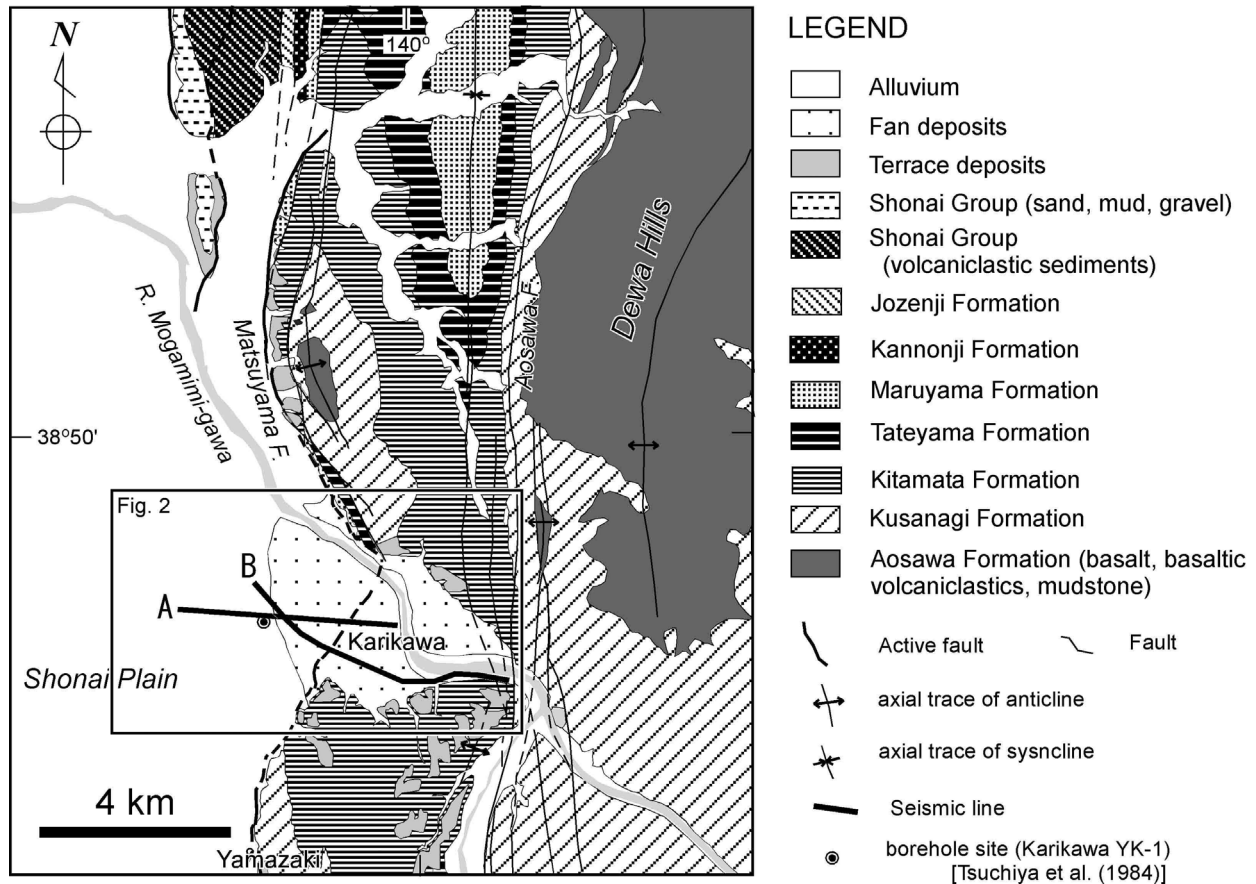 N
140°
R. Mogamimi-gawa
Matsuyama F.
Aosawa F.
Dewa Hills
38°50'
Fig. 2
B
A
Karikawa
Shonai Plain
4 km
Yamazaki
LEGEND
Alluvium
Fan deposits
Terrace deposits
Shonai Group (sand, mud, gravel)
Shonai Group
(volcaniclastic sediments)
Jozenji Formation
Kannonji Formation
Maruyama Formation
Tateyama Formation
Kitamata Formation
Kusanagi Formation
Aosawa Formation (basalt, basaltic
volcaniclastics, mudstone)
Active fault
Fault
axial trace of anticline
axial trace of sysncline
Seismic line
borehole site (Karikawa YK-1)
[Tsuchiya et al. (1984)]